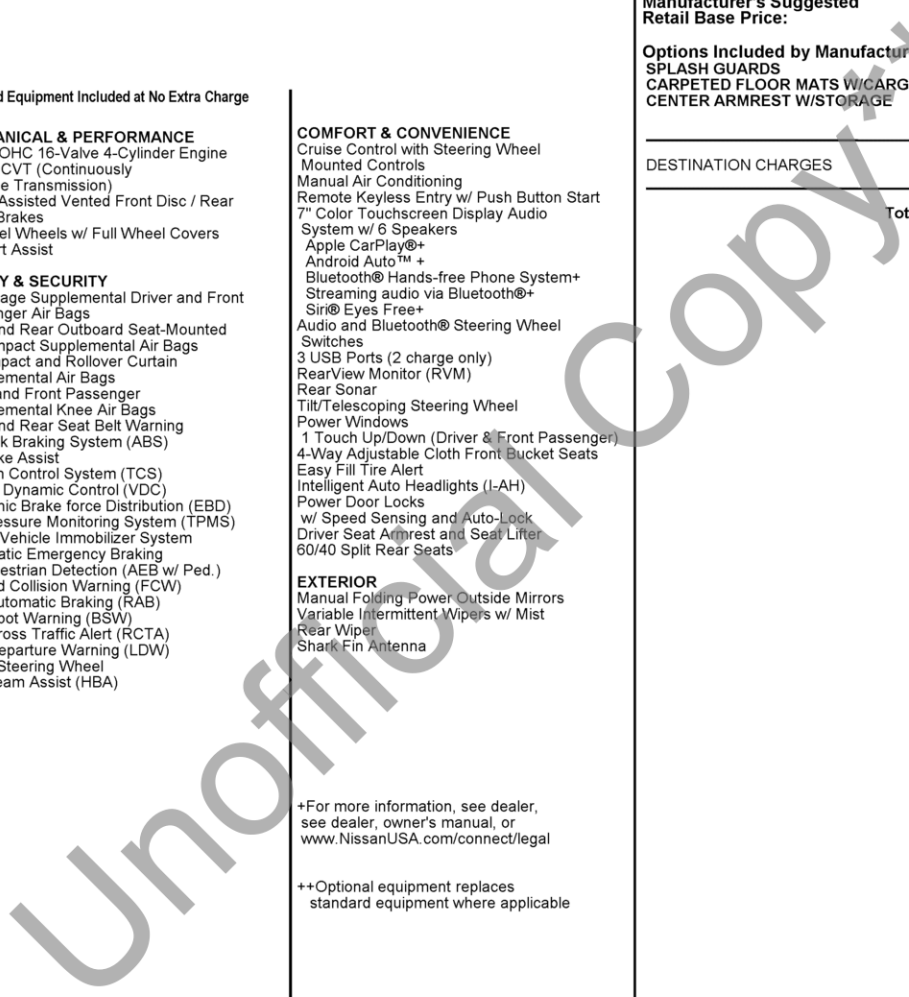 d Equipment Included at No Extra Charge
ANICAL & PERFORMANCE
OHC 16-Valve 4-Cylinder Engine
CVT (Continuously
e Transmission)
Assisted Vented Front Disc / Rear
Brakes
el Wheels w/ Full Wheel Covers
rt Assist
Y & SECURITY
age Supplemental Driver and Front
nger Air Bags
nd Rear Outboard Seat-Mounted
mpact Supplemental Air Bags
pact and Rollover Curtain
emental Air Bags
and Front Passenger
emental Knee Air Bags
nd Rear Seat Belt Warning
k Braking System (ABS)
ke Assist
n Control System (TCS)
Dynamic Control (VDC)
nic Brake force Distribution (EBD)
essure Monitoring System (TPMS)
Vehicle Immobilizer System
atic Emergency Braking
estrian Detection (AEB w/ Ped.)
d Collision Warning (FCW)
utomatic Braking (RAB)
pot Warning (BSW)
ross Traffic Alert (RCTA)
eparture Warning (LDW)
Steering Wheel
eam Assist (HBA)
COMFORT & CONVENIENCE
Cruise Control with Steering Wheel
Mounted Controls
Manual Air Conditioning
Remote Keyless Entry w/ Push Button Start
7" Color Touchscreen Display Audio
System w/ 6 Speakers
Apple CarPlay®+
Android Auto™ +
Bluetooth® Hands-free Phone System+
Streaming audio via Bluetooth®+
Siri® Eyes Free+
Audio and Bluetooth® Steering Wheel
Switches
3 USB Ports (2 charge only)
RearView Monitor (RVM)
Rear Sonar
Tilt/Telescoping Steering Wheel
Power Windows
1 Touch Up/Down (Driver & Front Passenger)
4-Way Adjustable Cloth Front Bucket Seats
Easy Fill Tire Alert
Intelligent Auto Headlights (I-AH)
Power Door Locks
w/ Speed Sensing and Auto-Lock
Driver Seat Armrest and Seat Lifter
60/40 Split Rear Seats
EXTERIOR
Manual Folding Power Outside Mirrors
Variable Intermittent Wipers w/ Mist
Rear Wiper
Shark Fin Antenna
+For more information, see dealer,
see dealer, owner's manual, or
www.NissanUSA.com/connect/legal
++Optional equipment replaces
standard equipment where applicable
Manufacturer's Suggested
Retail Base Price:
Options Included by Manufactur
SPLASH GUARDS
CARPETED FLOOR MATS W/CARG
CENTER ARMREST W/STORAGE
DESTINATION CHARGES
Tot
Unofficial Copy**